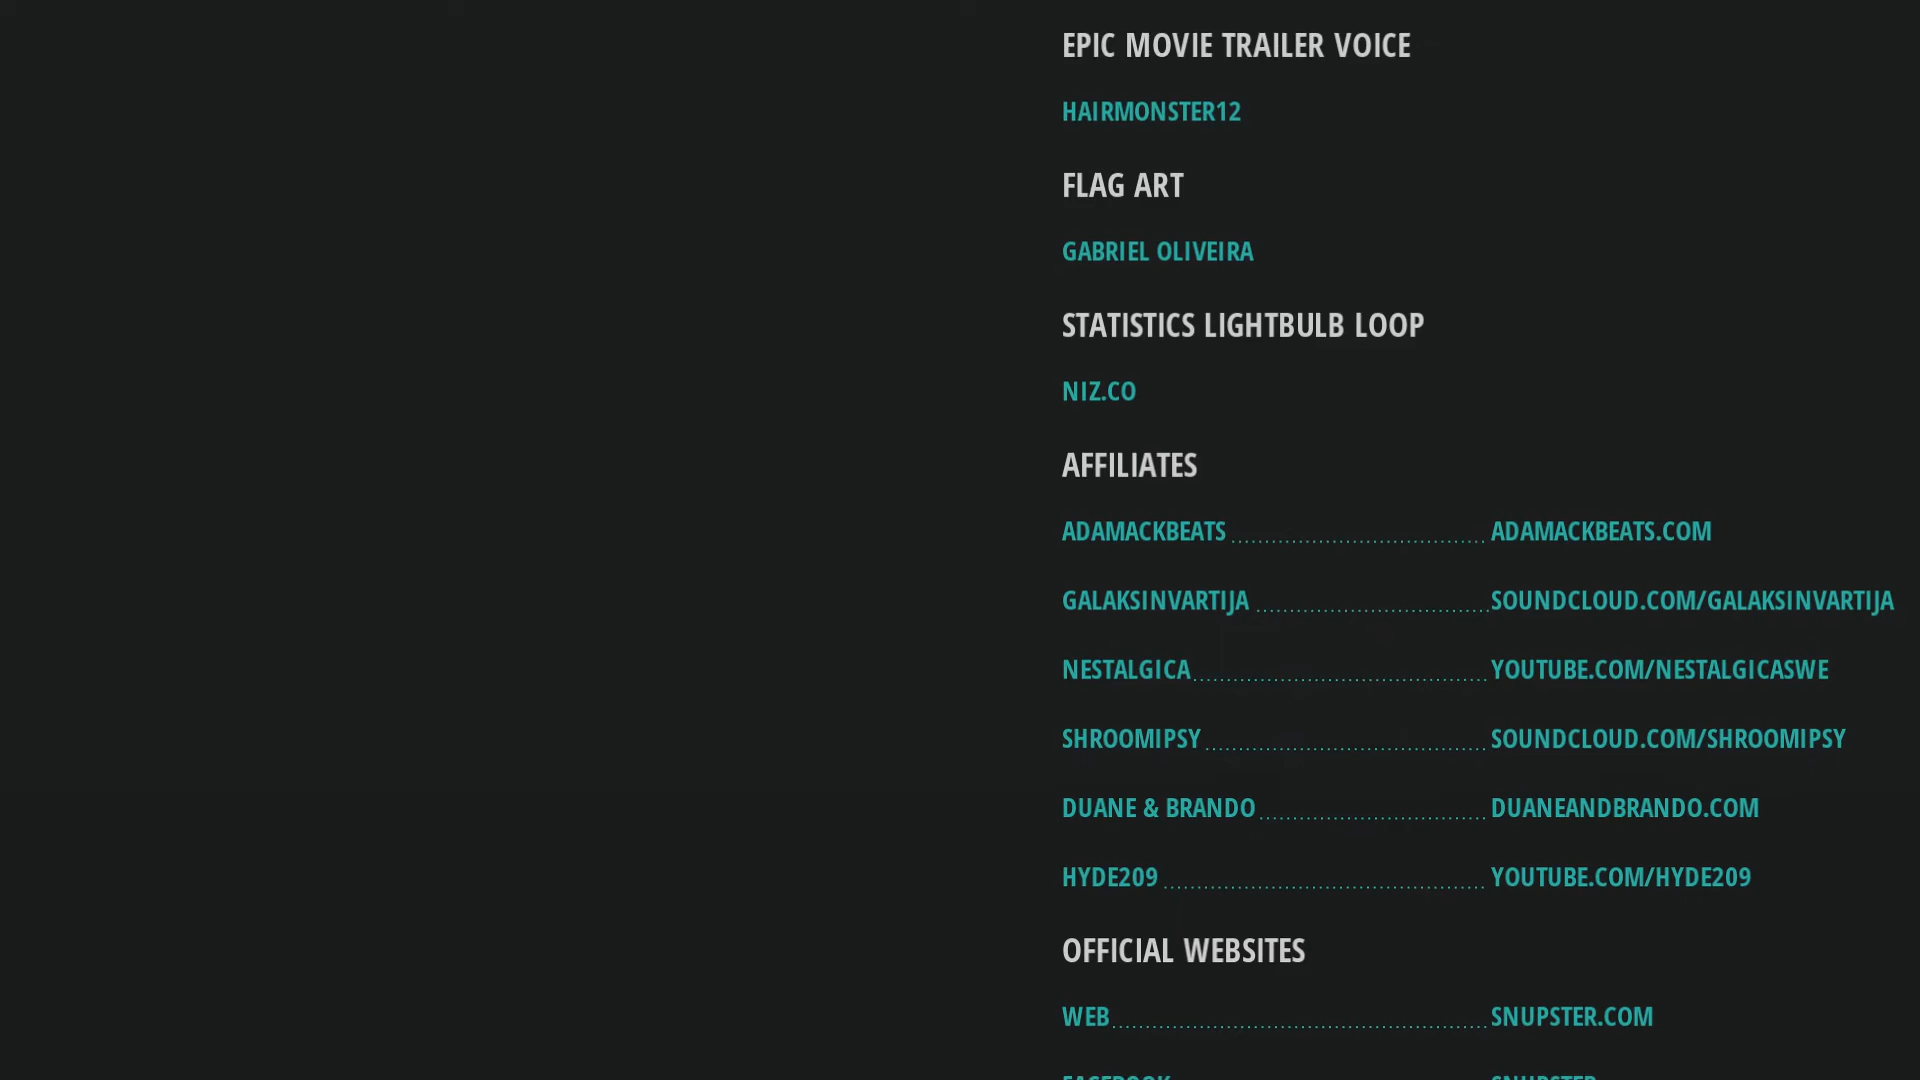 EPIC MOVIE TRAILER VOICE
HAIRMONSTER12
FLAG ART
GABRIEL OLIVEIRA
STATISTICS LIGHTBULB LOOP
NIZ.CO
AFFILIATES
ADAMACKBEATS ADAMACKBEATS.COM
GALAKSINVARTIJA SOUNDCLOUD.COM/GALAKSINVARTIJA
NESTALGICA YOUTUBE.COM/NESTALGICASWE
SHROOMIPSY SOUNDCLOUD.COM/SHROOMIPSY
DUANE & BRANDO DUANEANDBRANDO.COM
HYDE209 YOUTUBE.COM/HYDE209
OFFICIAL WEBSITES
WEB SNUPSTER.COM